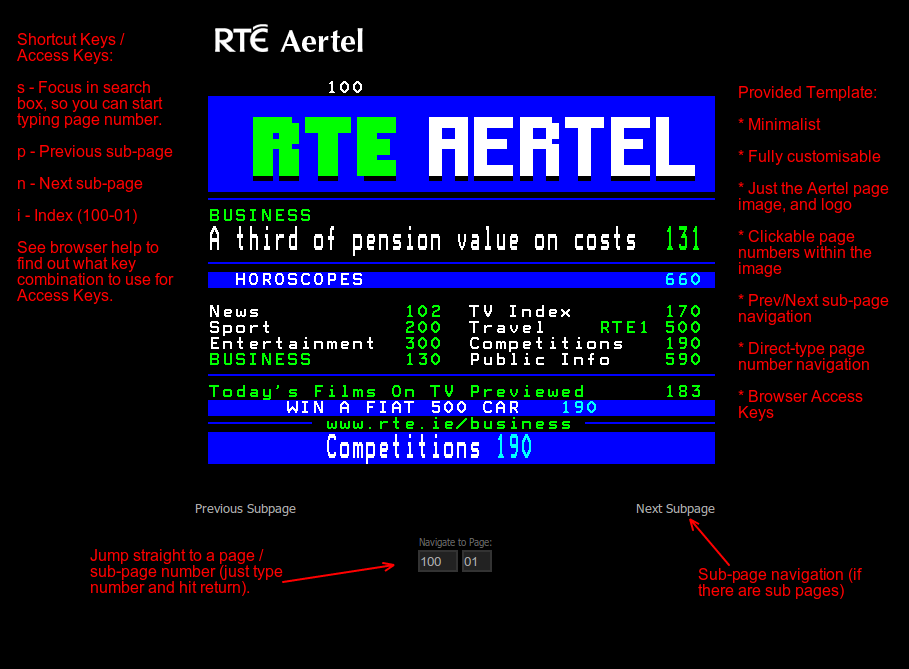 RTÉ Aertel
Shortcut Keys /
Access Keys:
s - Focus in search
box, so you can start
typing page number.
p - Previous sub-page
n - Next sub-page
i - Index (100-01)
See browser help to
find out what key
combination to use for
Access Keys.
100
RTE AERTEL
BUSINESS
A third of pension value on costs 131
HOROSCOPES 660
News 102 TV Index 170
Sport 200 Travel RTE1 500
Entertainment 300 Competitions 190
BUSINESS 130 Public Info 590
Today's Films On TV Previewed 183
WIN A FIAT 500 CAR 190
www.rte.ie/business
Competitions 190
Provided Template:
* Minimalist
* Fully customisable
* Just the Aertel page
image, and logo
* Clickable page
numbers within the
image
* Prev/Next sub-page
navigation
* Direct-type page
number navigation
* Browser Access
Keys
Previous Subpage Next Subpage
Navigate to Page:
100 01
Jump straight to a page /
sub-page number (just type
number and hit return).
Sub-page navigation (if
there are sub pages)